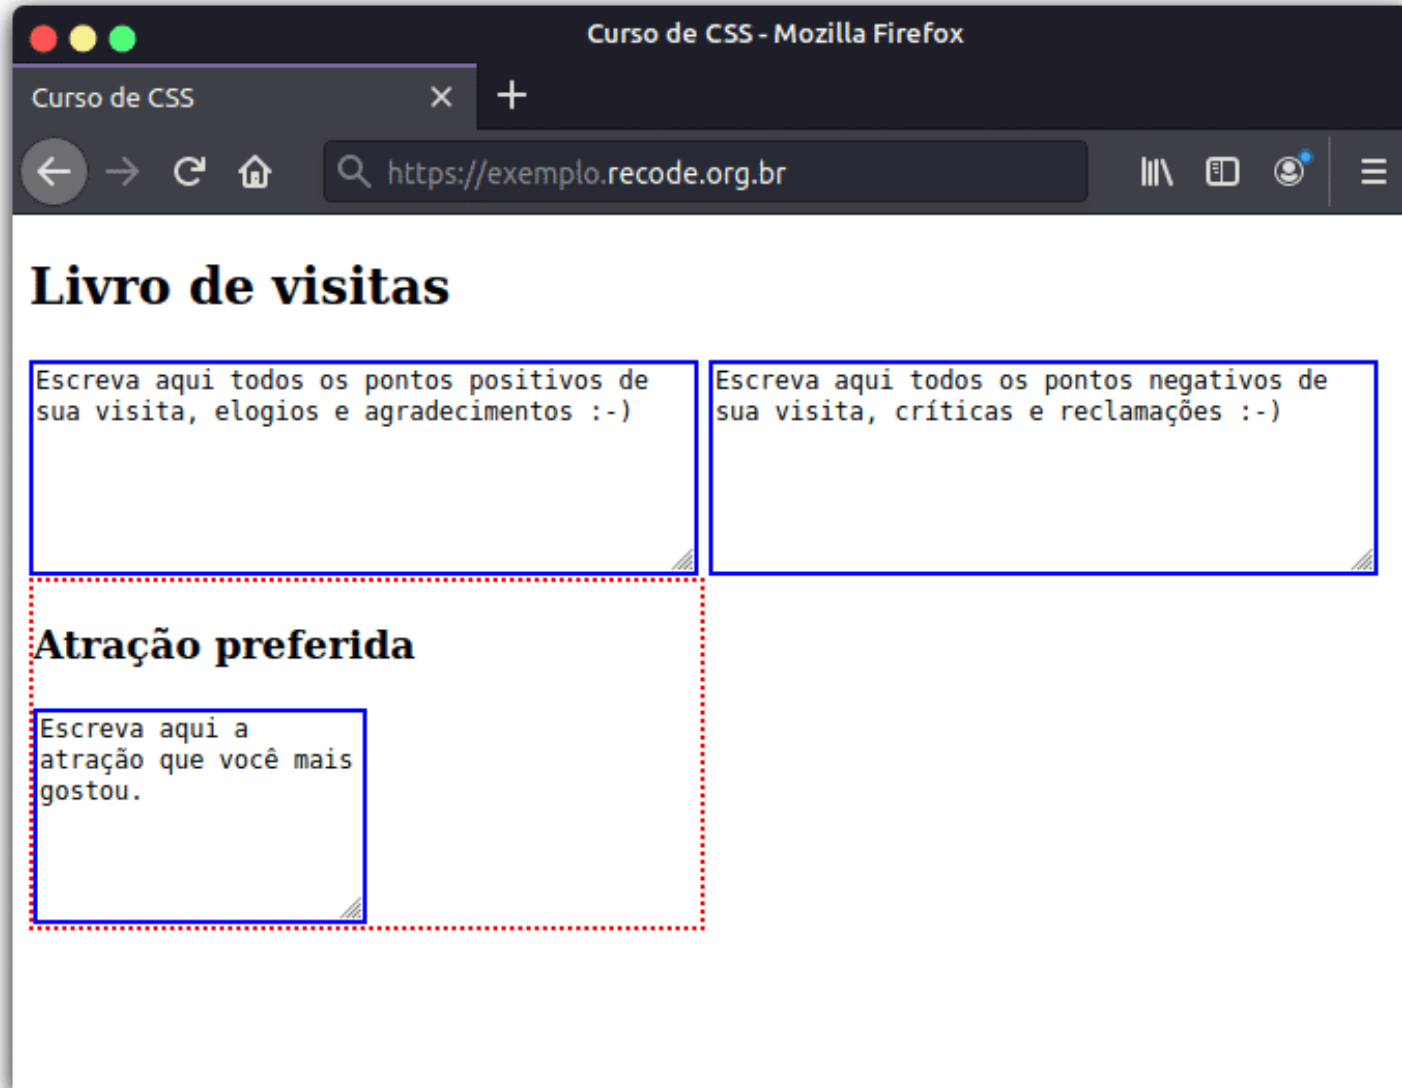 Curso de CSS - Mozilla Firefox
Curso de CSS
https://exemplo.recode.org.br
Livro de visitas
Escreva aqui todos os pontos positivos de
sua visita, elogios e agradecimentos :-)
Escreva aqui todos os pontos negativos de
sua visita, críticas e reclamações :-)
Atração preferida
Escreva aqui a
atração que você mais
gostou.